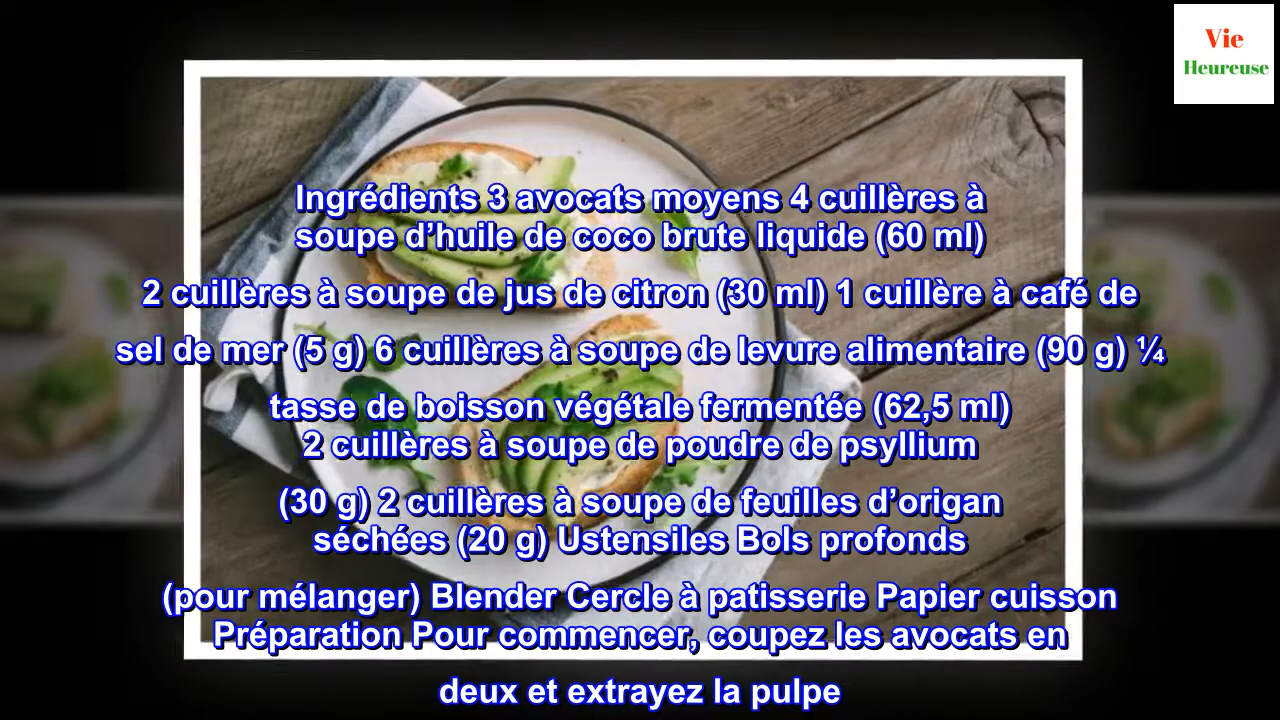 Vie
Heureuse
Ingrédients 3 avocats moyens 4 cuillères à
soupe d’huile de coco brute liquide (60 ml)
2 cuillères à soupe de jus de citron (30 ml) 1 cuillère à café de
sel de mer (5 g) 6 cuillères à soupe de levure alimentaire (90 g) ¼
tasse de boisson végétale fermentée (62,5 ml)
2 cuillères à soupe de poudre de psyllium
(30 g) 2 cuillères à soupe de feuilles d’origan
séchées (20 g) Ustensiles Bols profonds
(pour mélanger) Blender Cercle à patisserie Papier cuisson
Préparation Pour commencer, coupez les avocats en
deux et extrayez la pulpe